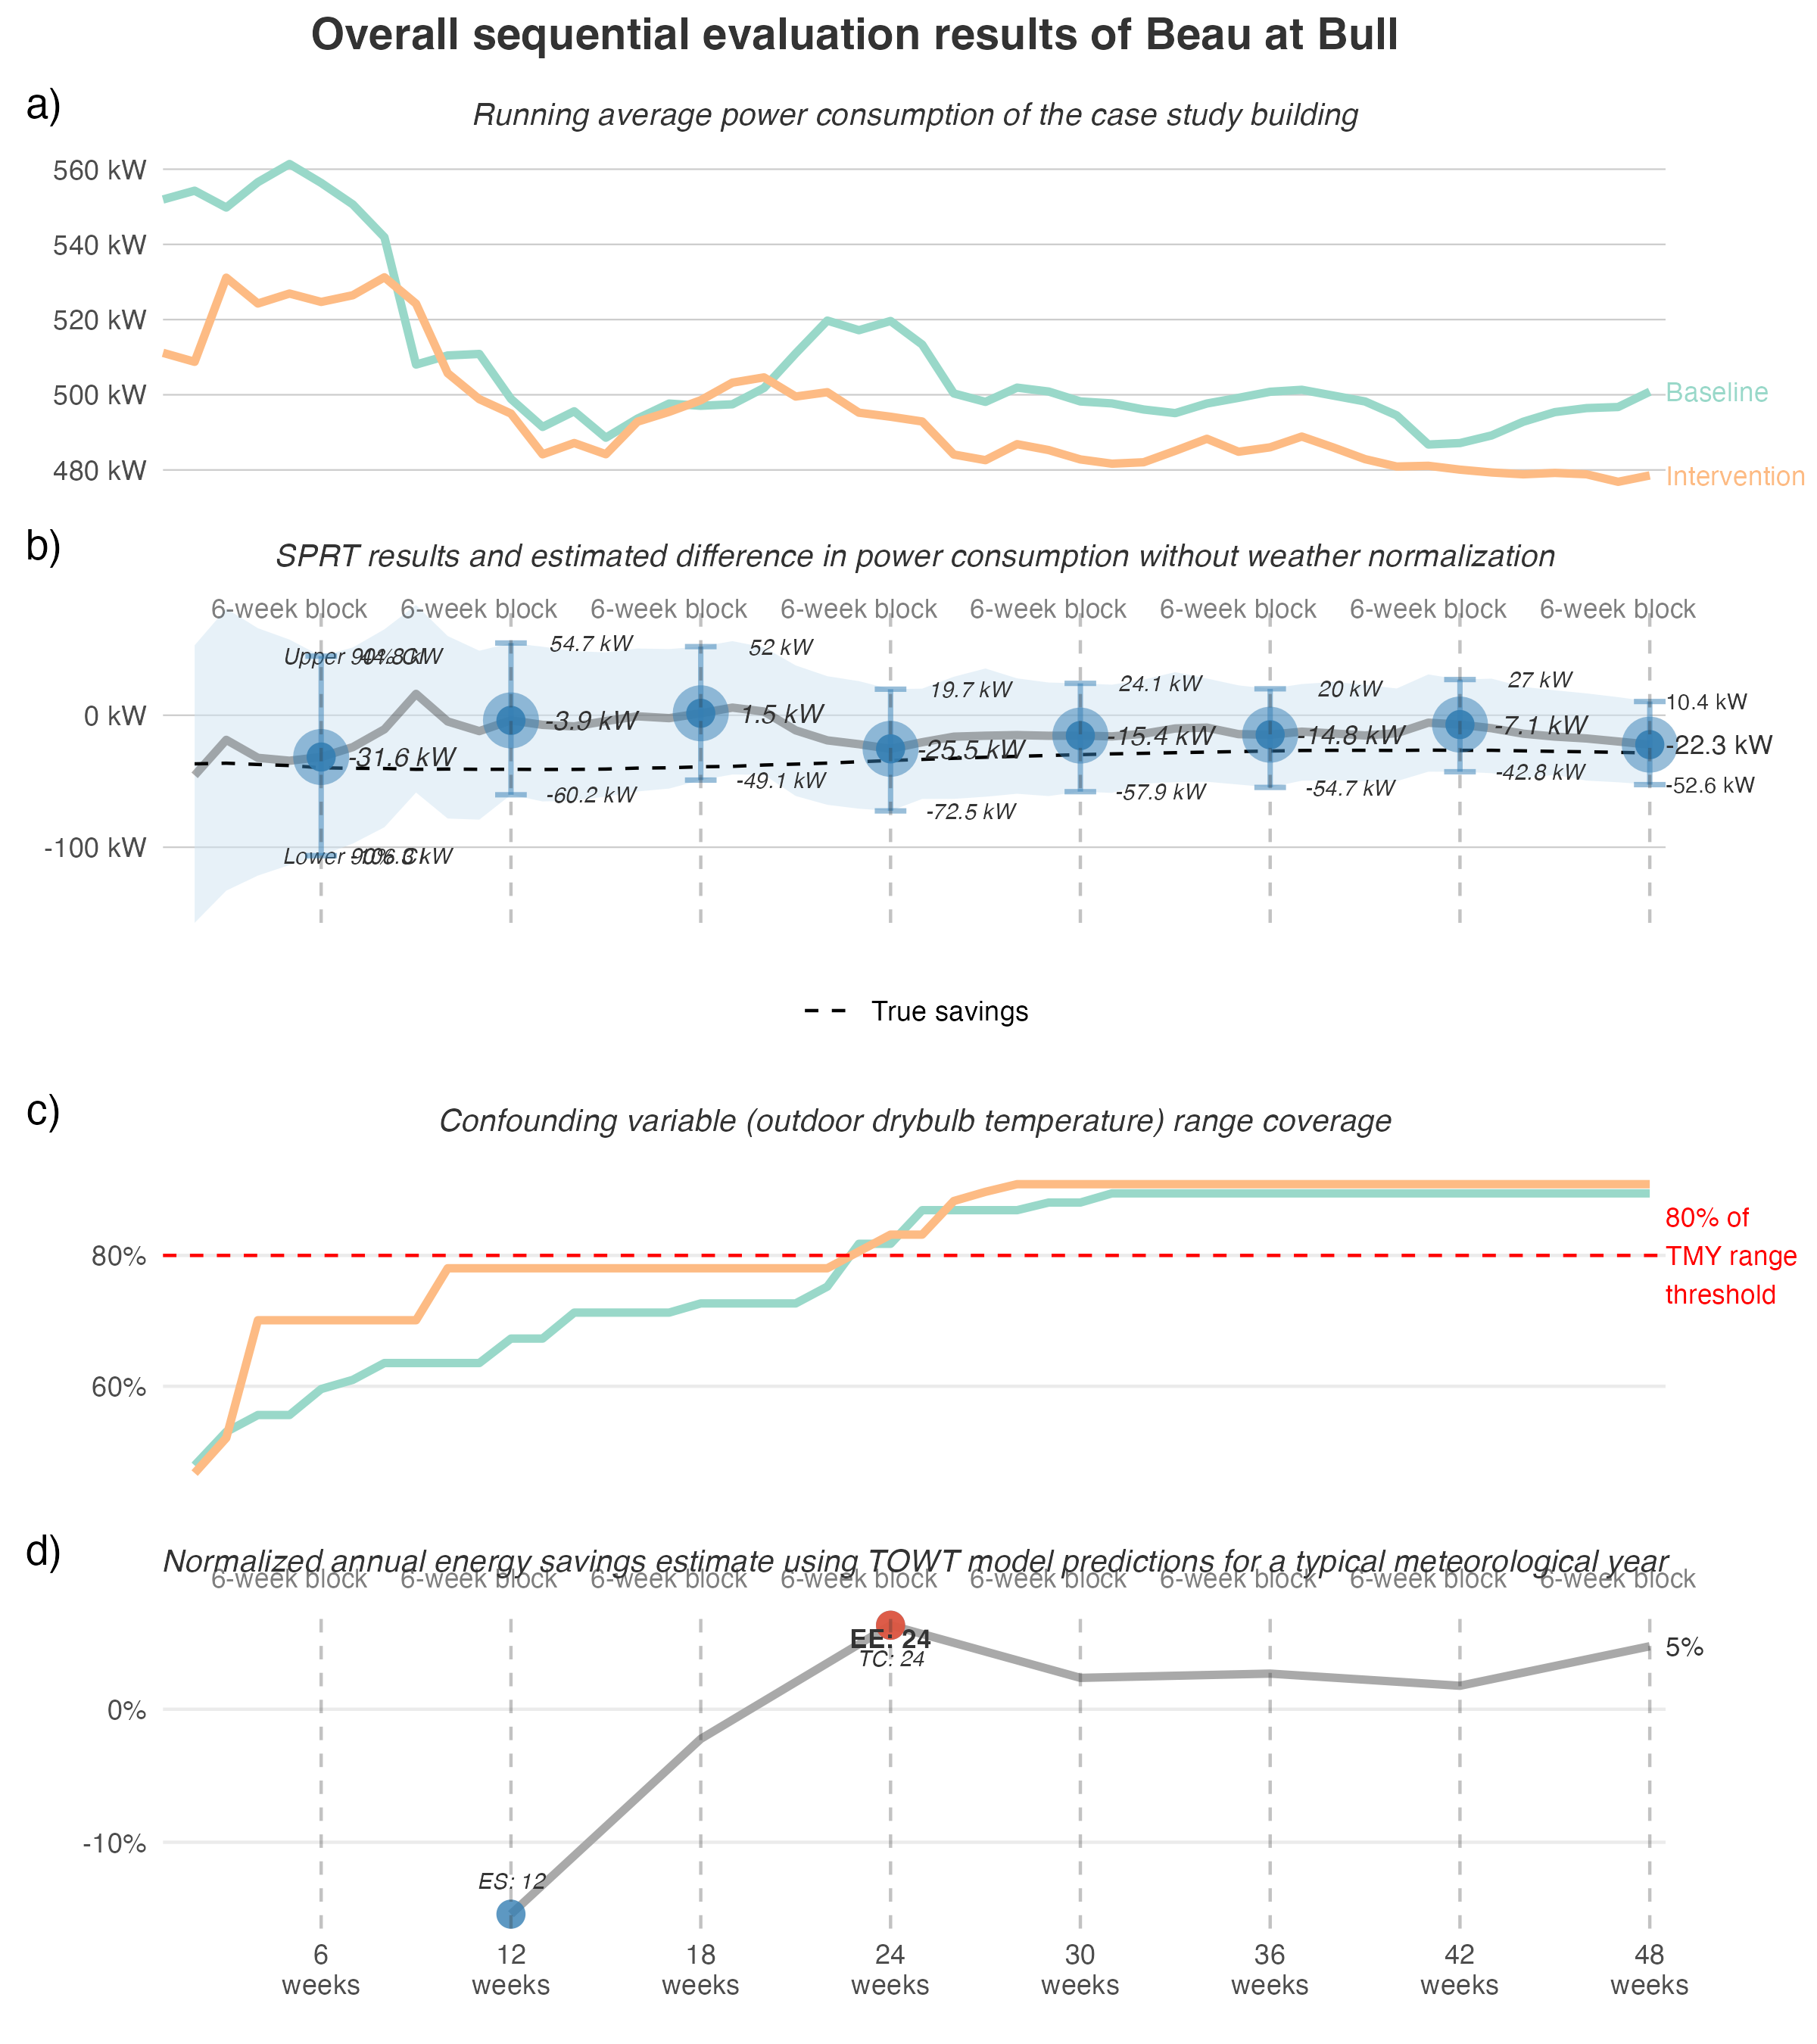 Overall sequential evaluation results of Beau at Bull
a)
Running average power consumption of the case study building
560 kW
540 kW
520 kW
500 kW
480 kW
Baseline
Intervention
b)
SPRT results and estimated difference in power consumption without weather normalization
6-week block 6-week block 6-week block 6-week block 6-week block 6-week block 6-week block 6-week block
Upper 90% CI 54.7 kW 52 kW 19.7 kW 24.1 kW 20 kW 27 kW 10.4 kW
0 kW
-31.6 kW -3.9 kW 1.5 kW -25.5 kW -15.4 kW -14.8 kW -7.1 kW -22.3 kW
-60.2 kW -49.1 kW -72.5 kW -57.9 kW -54.7 kW -42.8 kW -52.6 kW
-100 kW
Lower 90% CI
True savings
c)
Confounding variable (outdoor drybulb temperature) range coverage
80%
60%
80% of
TMY range
threshold
d)
Normalized annual energy savings estimate using TOWT model predictions for a typical meteorological year
6-week block 6-week block 6-week block 6-week block 6-week block 6-week block 6-week block 6-week block
EE: 24
TC: 24
5%
0%
-10%
ES: 12
6 12 18 24 30 36 42 48
weeks weeks weeks weeks weeks weeks weeks weeks